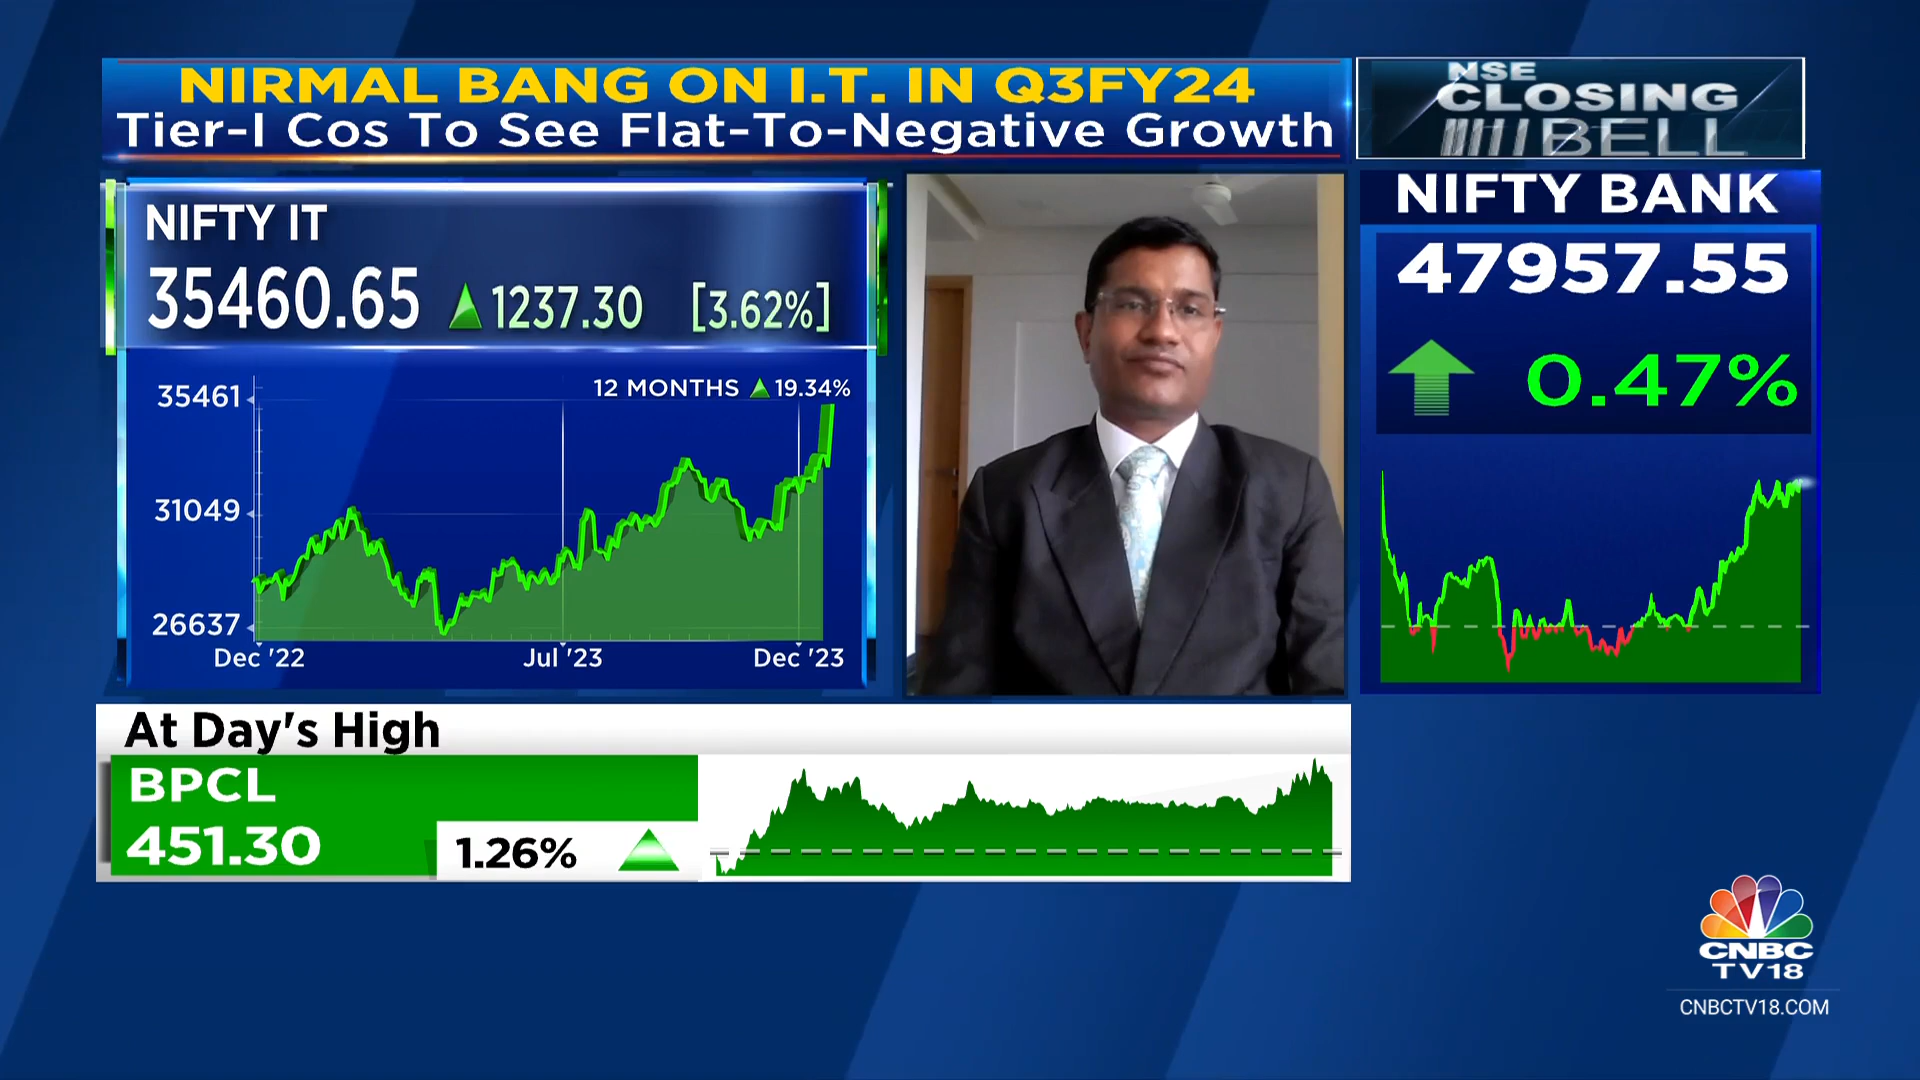 NIRMAL BANG ON I.T. IN Q3FY24
Tier-I Cos To See Flat-To-Negative Growth
NSE
CLOSING
BELL
NIFTY IT
35460.65 1237.30 [3.62%]
12 MONTHS 19.34%
35461
31049
26637
Dec '22 Jul '23 Dec '23
NIFTY BANK
47957.55
0.47%
At Day's High
BPCL
451.30
1.26%
CNBC
TV18
CNBCTV18.COM